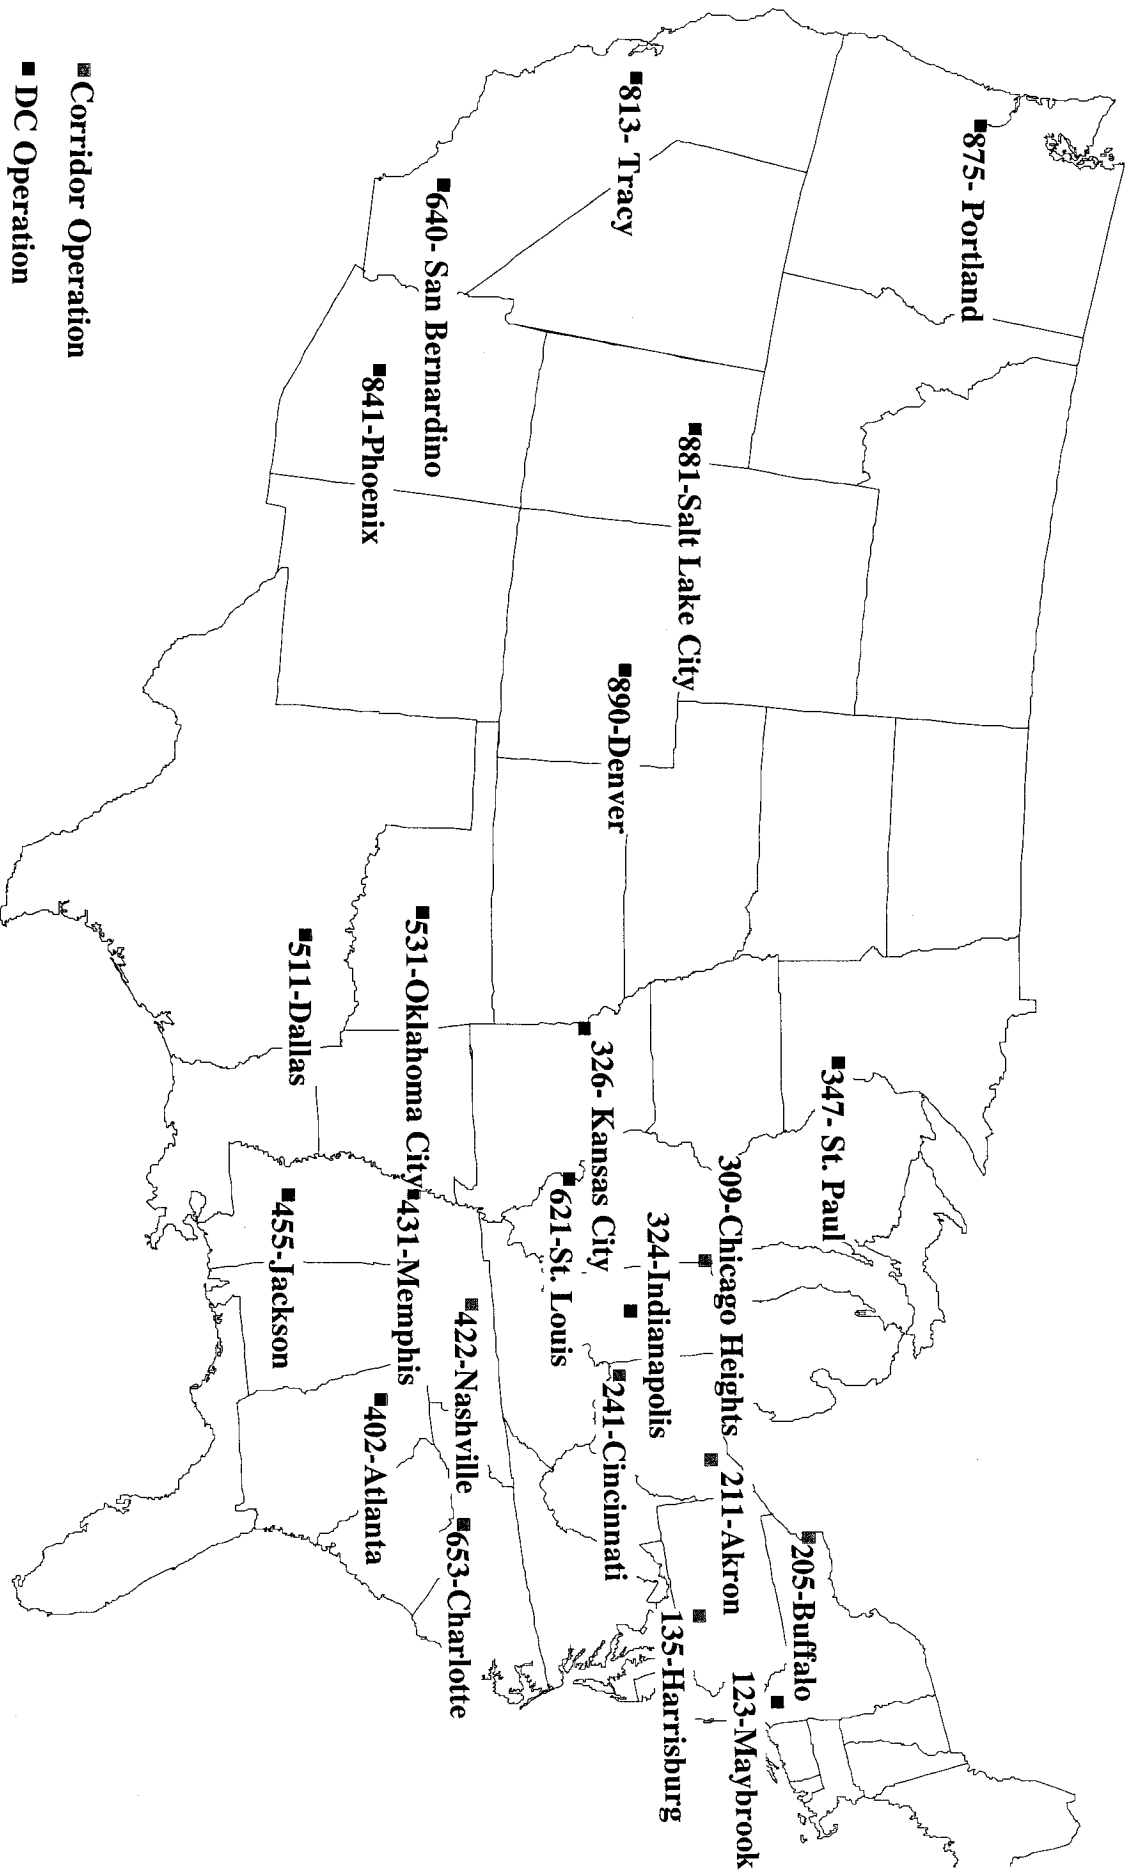 875- Portland
813- Tracy
640- San Bernardino
841-Phoenix
881-Salt Lake City
890-Denver
531-Oklahoma City
511-Dallas
347- St. Paul
326- Kansas City
309-Chicago Heights
324-Indianapolis
621-St. Louis
431-Memphis
455-Jackson
422-Nashville
241-Cincinnati
402-Atlanta
211-Akron
653-Charlotte
205-Buffalo
135-Harrisburg
123-Maybrook
Corridor Operation
DC Operation